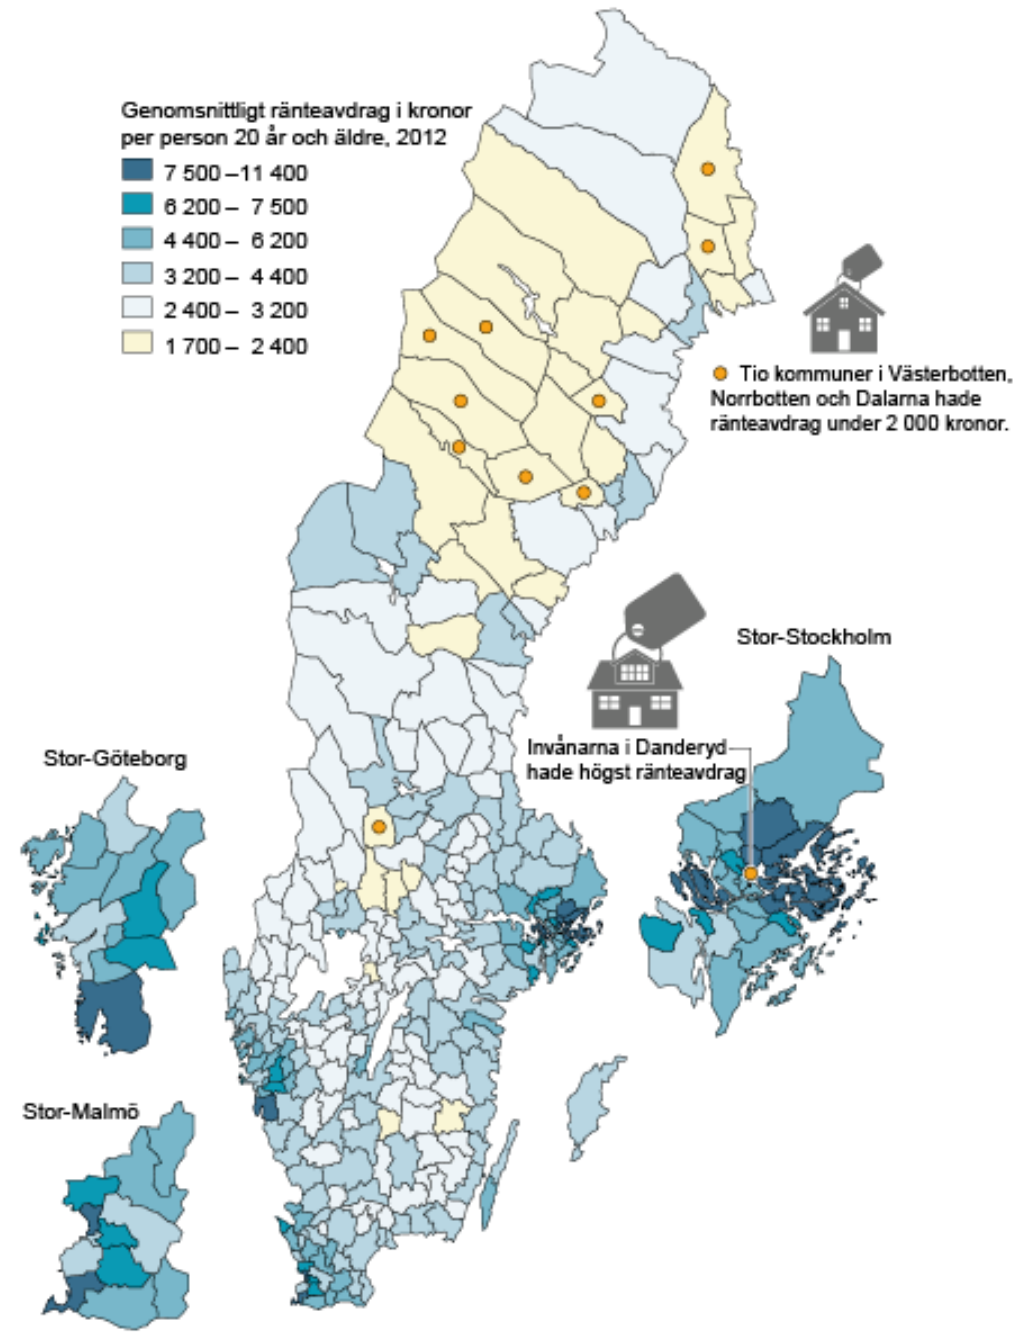 Genomsnittligt ränteavdrag i kronor
per person 20 år och äldre, 2012
7 500 – 11 400
6 200 – 7 500
4 400 – 6 200
3 200 – 4 400
2 400 – 3 200
1 700 – 2 400
Tio kommuner i Västerbotten,
Norrbotten och Dalarna hade
ränteavdrag under 2 000 kronor.
Stor-Stockholm
Invånarna i Danderyd
hade högst ränteavdrag
Stor-Göteborg
Stor-Malmö